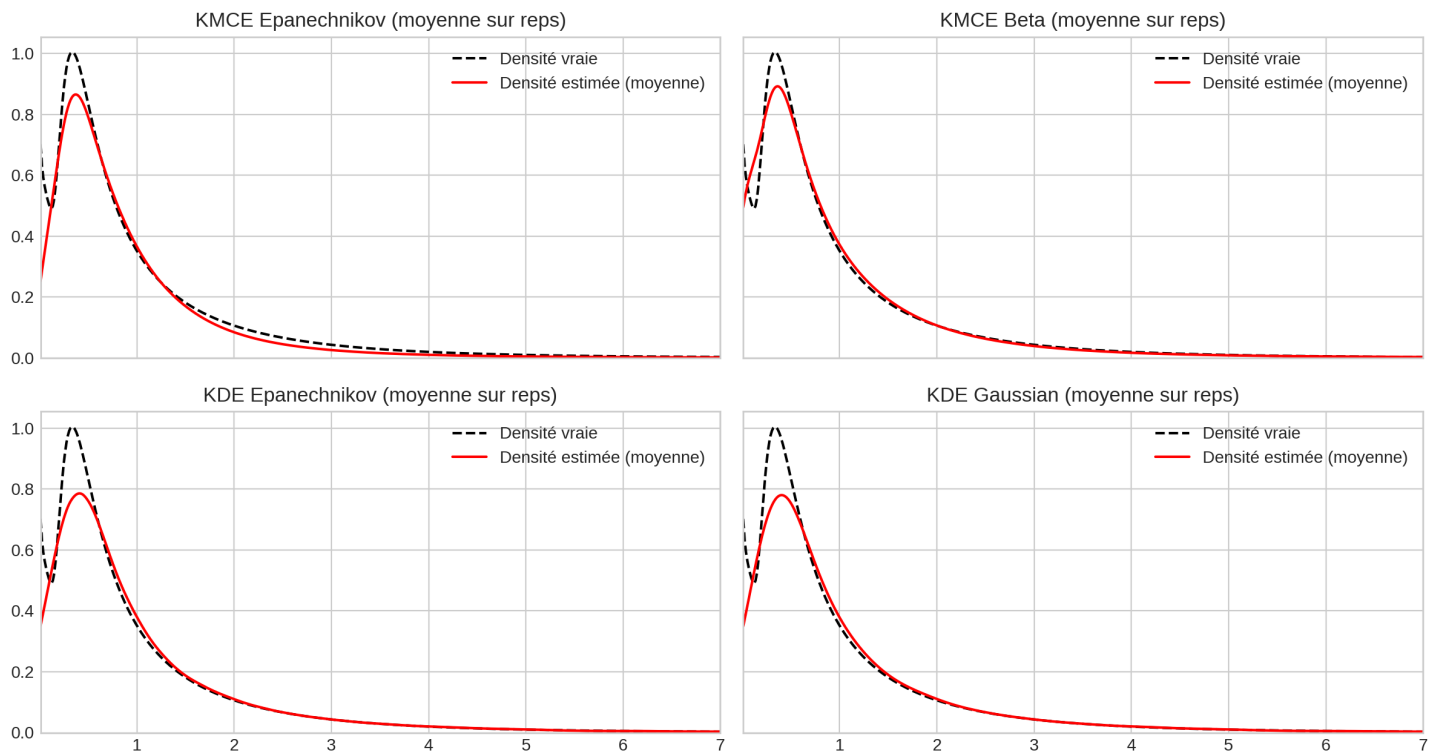 KMCE Epanechnikov (moyenne sur reps)
1.0
0.8
0.6
0.4
0.2
0.0
Densité vraie
Densité estimée (moyenne)
KMCE Beta (moyenne sur reps)
Densité vraie
Densité estimée (moyenne)
KDE Epanechnikov (moyenne sur reps)
1.0
0.8
0.6
0.4
0.2
0.0
Densité vraie
Densité estimée (moyenne)
1 2 3 4 5 6 7
KDE Gaussian (moyenne sur reps)
Densité vraie
Densité estimée (moyenne)
1 2 3 4 5 6 7